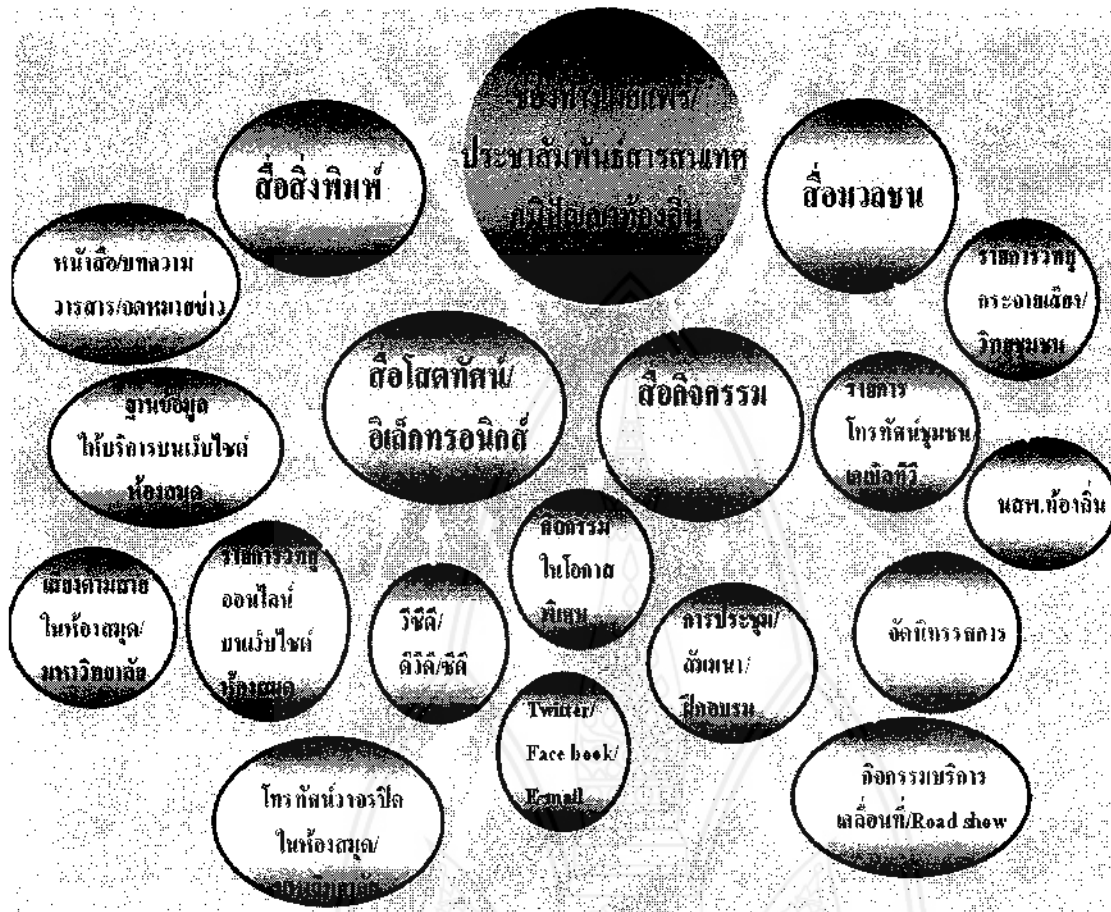 ช่องทางเผยแพร่/
ประชาสัมพันธ์สารสนเทศ
ภูมิปัญญาท้องถิ่น
สื่อสิ่งพิมพ์
สื่อมวลชน
หนังสือ/บทความ
วารสาร/จดหมายข่าว
รายการวิทยุ
กระจายเสียง/
วิทยุชุมชน
สื่อโสตทัศน์/
อิเล็กทรอนิกส์
สื่อกิจกรรม
รายการ
โทรทัศน์ชุมชน/
เคเบิลทีวี
ฐานข้อมูล
ให้บริการบนเว็บไซต์
ห้องสมุด
นสพ.ท้องถิ่น
กิจกรรม
ในโอกาส
พิเศษ
เสียงตามสาย
ในห้องสมุด/
มหาวิทยาลัย
รายการวิทยุ
ออนไลน์
บนเว็บไซต์
ห้องสมุด
วีซีดี/
ดีวีดี/ซีดี
การประชุม/
สัมมนา/
ฝึกอบรม
จัดนิทรรศการ
Twitter/
Face book/
E-mail
โทรทัศน์วงจรปิด
ในห้องสมุด/
มหาวิทยาลัย
กิจกรรมบริการ
เคลื่อนที่/Road show